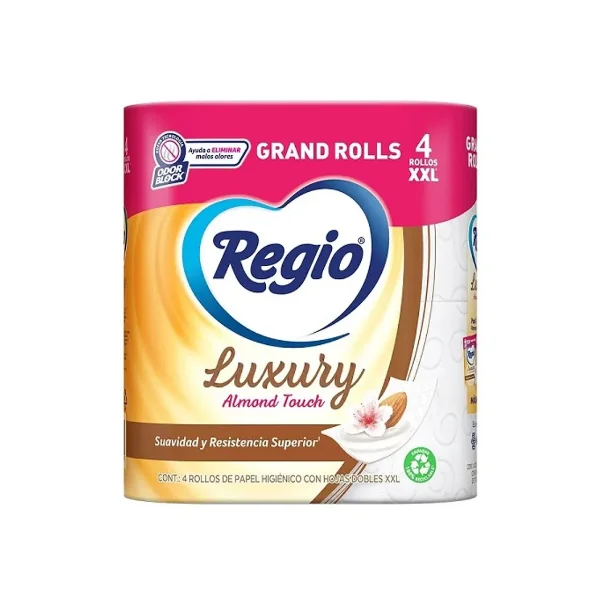 Ayuda a ELIMINAR
malos olores
ODOR
BLOCK
GRAND ROLLS
4
ROLLOS
XXL
Regio®
Luxury
Almond Touch
Suavidad y Resistencia Superior¹
CONT.: 4 ROLLOS DE PAPEL HIGIÉNICO CON HOJAS DOBLES XXL